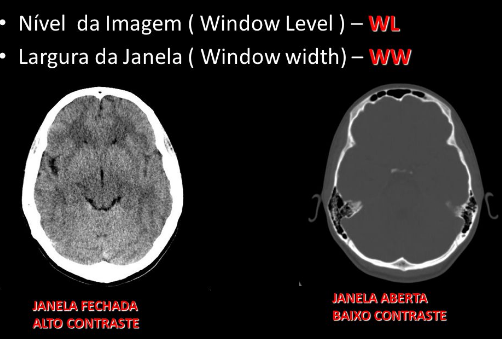 • Nível da Imagem ( Window Level ) – WL
• Largura da Janela ( Window width) – WW
JANELA FECHADA
ALTO CONTRASTE
JANELA ABERTA
BAIXO CONTRASTE